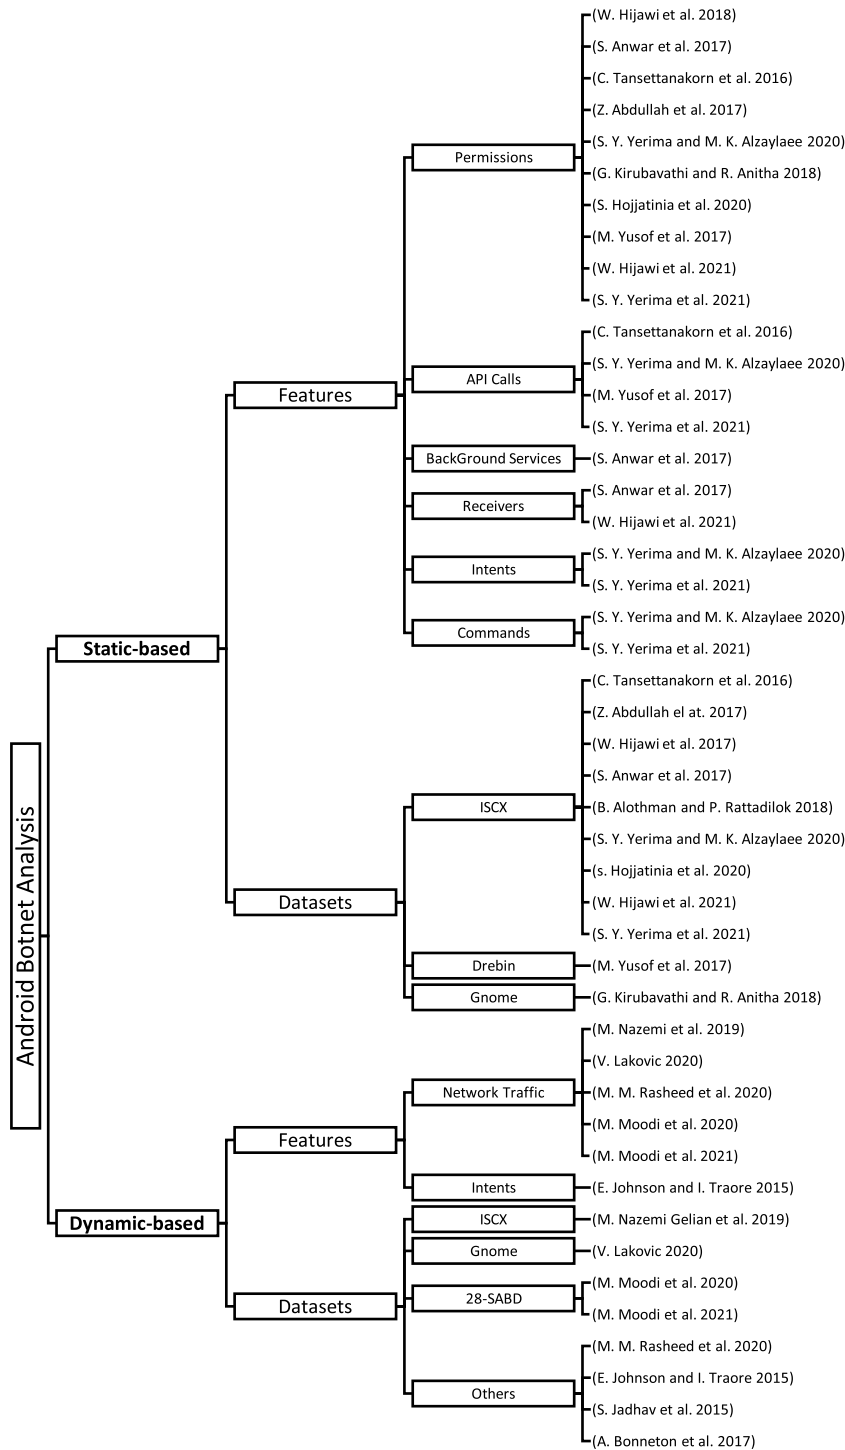 Android Botnet Analysis
Static-based
Features
Permissions
(W. Hijawi et al. 2018)
(S. Anwar et al. 2017)
(C. Tansettanakorn et al. 2016)
(Z. Abdullah et al. 2017)
(S. Y. Yerima and M. K. Alzaylaee 2020)
(G. Kirubavathi and R. Anitha 2018)
(S. Hojjatinia et al. 2020)
(M. Yusof et al. 2017)
(W. Hijawi et al. 2021)
(S. Y. Yerima et al. 2021)
API Calls
(C. Tansettanakorn et al. 2016)
(S. Y. Yerima and M. K. Alzaylaee 2020)
(M. Yusof et al. 2017)
(S. Y. Yerima et al. 2021)
BackGround Services
(S. Anwar et al. 2017)
Receivers
(S. Anwar et al. 2017)
(W. Hijawi et al. 2021)
Intents
(S. Y. Yerima and M. K. Alzaylaee 2020)
(S. Y. Yerima et al. 2021)
Commands
(S. Y. Yerima and M. K. Alzaylaee 2020)
(S. Y. Yerima et al. 2021)
Datasets
ISCX
(C. Tansettanakorn et al. 2016)
(Z. Abdullah el at. 2017)
(W. Hijawi et al. 2017)
(S. Anwar et al. 2017)
(B. Alothman and P. Rattadilok 2018)
(S. Y. Yerima and M. K. Alzaylaee 2020)
(s. Hojjatinia et al. 2020)
(W. Hijawi et al. 2021)
(S. Y. Yerima et al. 2021)
Drebin
(M. Yusof et al. 2017)
Gnome
(G. Kirubavathi and R. Anitha 2018)
Dynamic-based
Features
Network Traffic
(M. Nazemi et al. 2019)
(V. Lakovic 2020)
(M. M. Rasheed et al. 2020)
(M. Moodi et al. 2020)
(M. Moodi et al. 2021)
Intents
(E. Johnson and I. Traore 2015)
Datasets
ISCX
(M. Nazemi Gelian et al. 2019)
Gnome
(V. Lakovic 2020)
28-SABD
(M. Moodi et al. 2020)
(M. Moodi et al. 2021)
Others
(M. M. Rasheed et al. 2020)
(E. Johnson and I. Traore 2015)
(S. Jadhav et al. 2015)
(A. Bonneton et al. 2017)